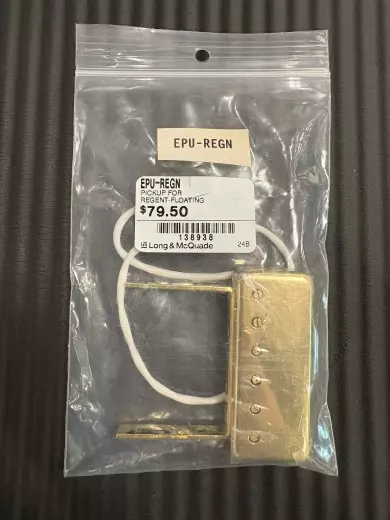 EPU-REGN
EPU-REGN
PICKUP FOR
REGENT-FLOATING
$79.50
138938
Long & McQuade 24B